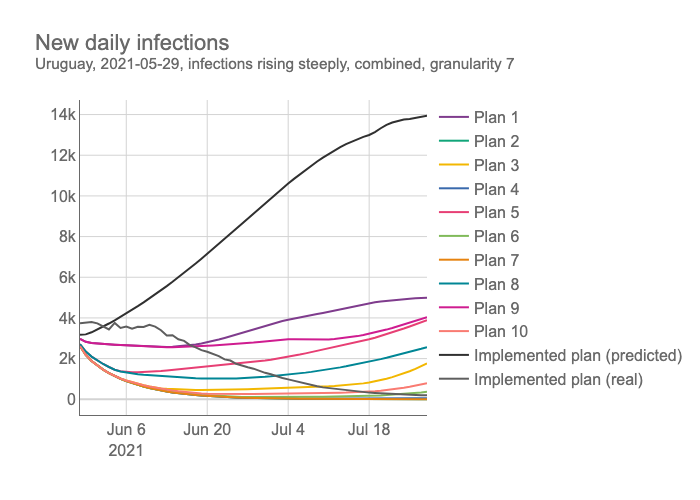 New daily infections
Uruguay, 2021-05-29, infections rising steeply, combined, granularity 7
14k
12k
10k
8k
6k
4k
2k
0
Jun 6
2021
Jun 20
Jul 4
Jul 18
Plan 1
Plan 2
Plan 3
Plan 4
Plan 5
Plan 6
Plan 7
Plan 8
Plan 9
Plan 10
Implemented plan (predicted)
Implemented plan (real)